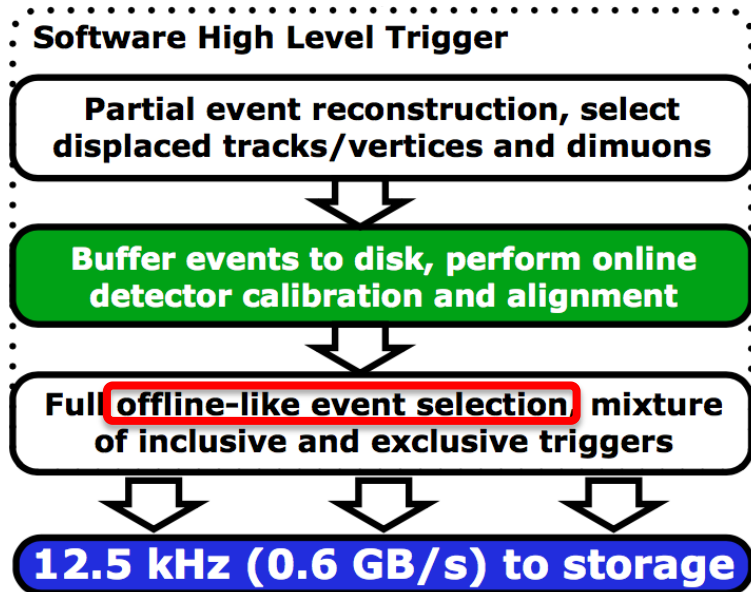 Software High Level Trigger
Partial event reconstruction, select
displaced tracks/vertices and dimuons
Buffer events to disk, perform online
detector calibration and alignment
Full offline-like event selection, mixture
of inclusive and exclusive triggers
12.5 kHz (0.6 GB/s) to storage